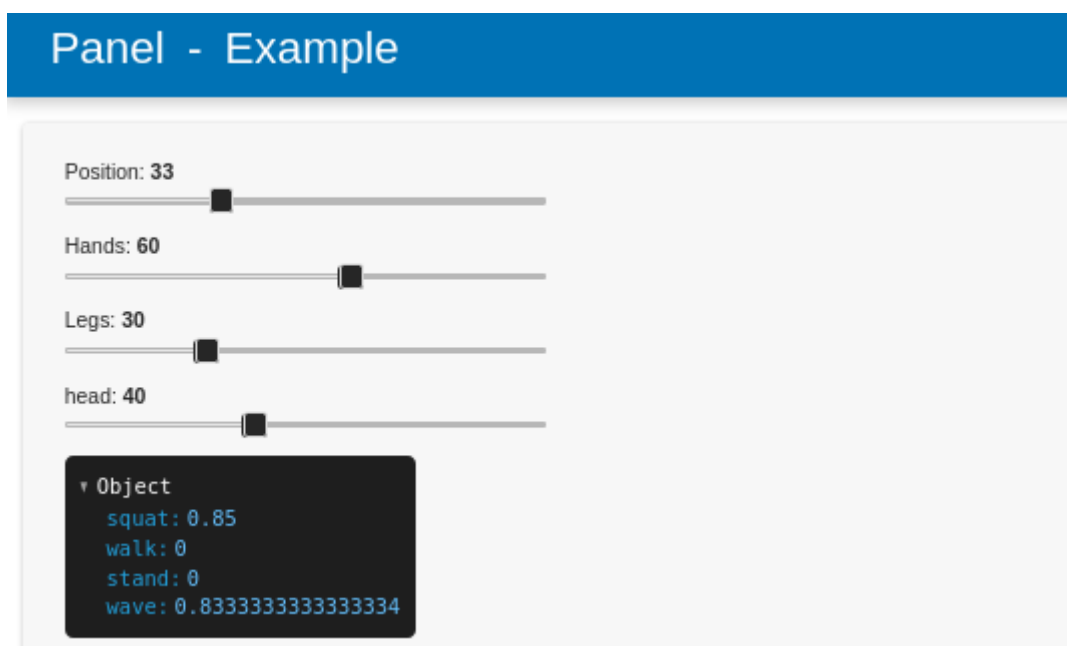 Panel - Example
Position: 33
Hands: 60
Legs: 30
head: 40
▾ Object
squat: 0.85
walk: 0
stand: 0
wave: 0.8333333333333334